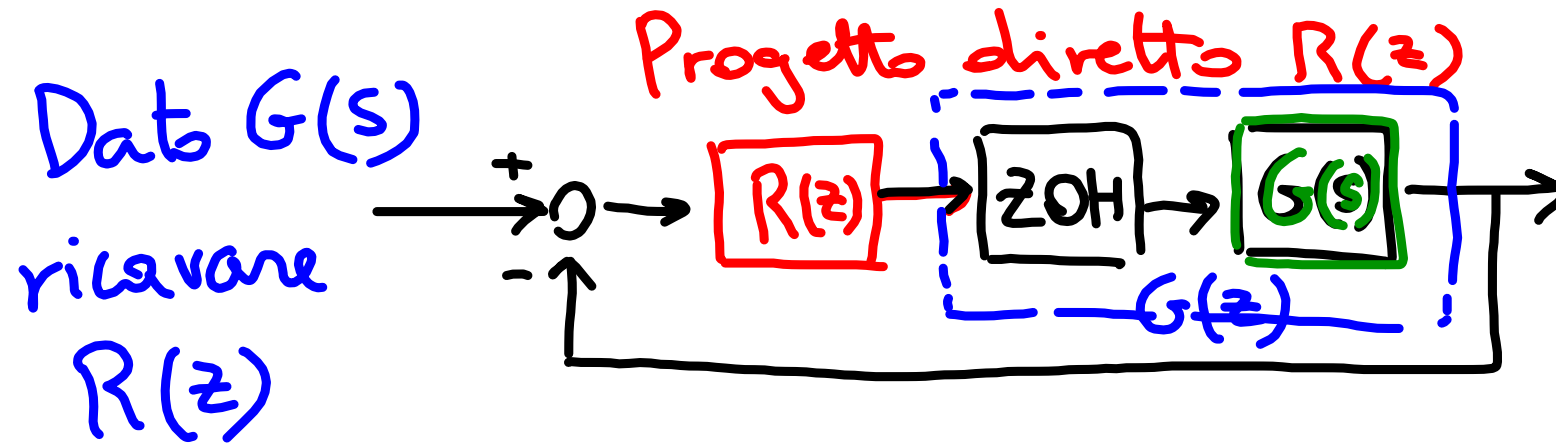 Progetto diretto R(z)
Dato G(s)
ricavare
R(z)
+
-
R(z)
ZOH
G(s)
G(z)